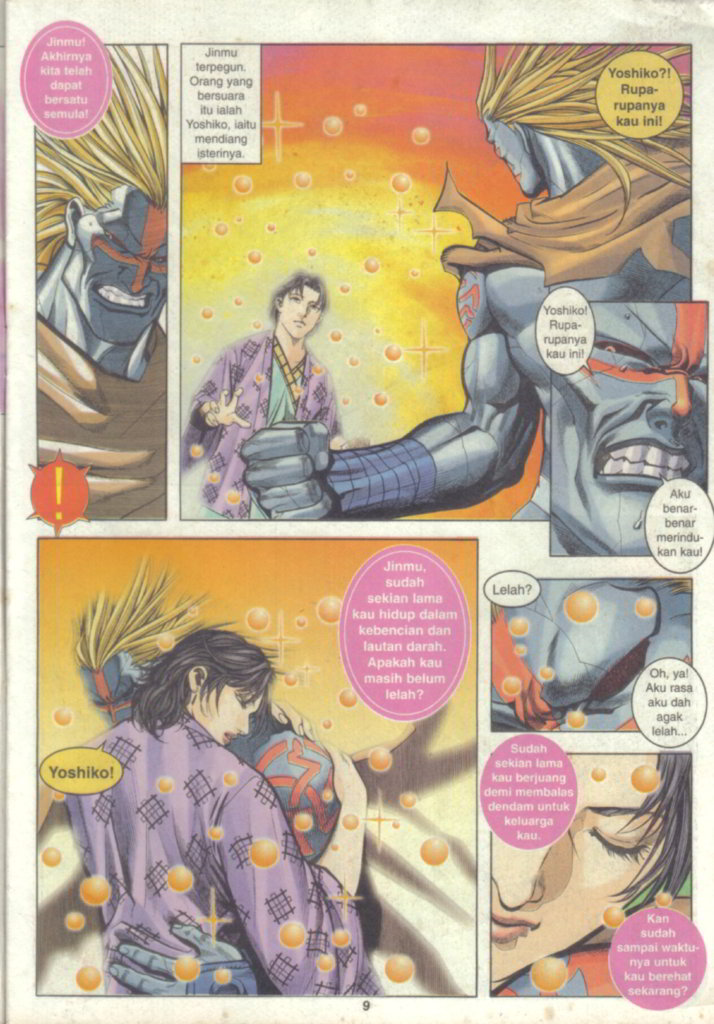 Jinmu!
Akhirnya
kita telah
dapat
bersatu
semula!
Jinmu
terpegun.
Orang yang
bersuara
itu ialah
Yoshiko, iaitu
mendiang
isterinya.
Yoshiko?!
Rupa-
rupanya
kau ini!
Yoshiko!
Rupa-
rupanya
kau ini!
Aku
benar-
benar
merindu-
kan kau!
!
Jinmu,
sudah
sekian lama
kau hidup dalam
kebencian dan
lautan darah.
Apakah kau
masih belum
lelah?
Yoshiko!
Lelah?
Oh, ya!
Aku rasa
aku dah
agak
lelah...
Sudah
sekian lama
kau berjuang
demi membalas
dendam untuk
keluarga
kau.
Kan
sudah
sampai waktu-
nya untuk
kau berehat
sekarang?
9